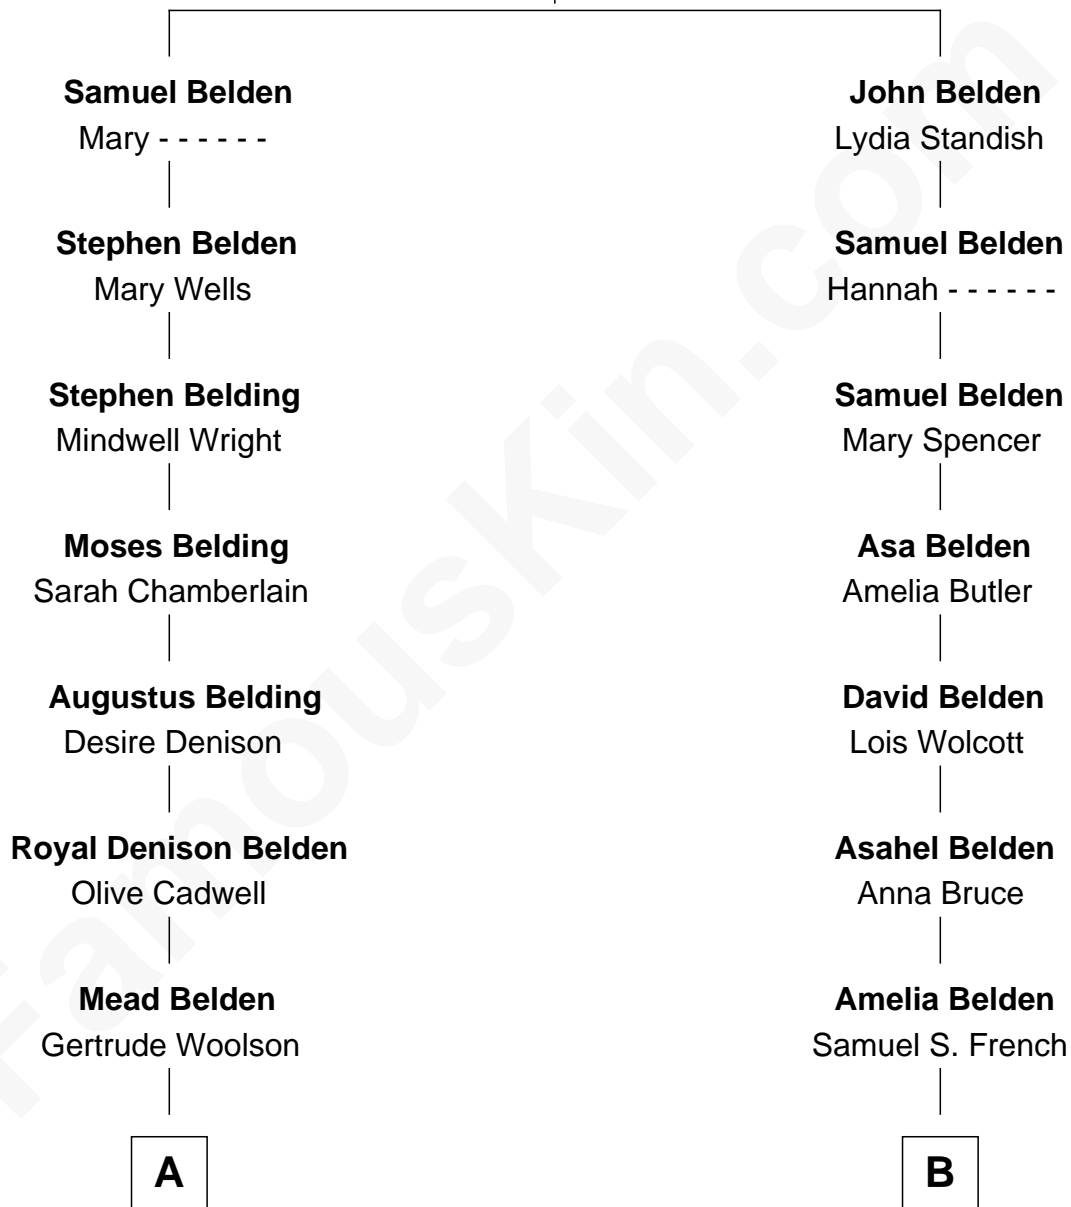 Samuel Belden
Mary - - - - - -
Stephen Belden
Mary Wells
Stephen Belding
Mindwell Wright
Moses Belding
Sarah Chamberlain
Augustus Belding
Desire Denison
Royal Denison Belden
Olive Cadwell
Mead Belden
Gertrude Woolson
A
John Belden
Lydia Standish
Samuel Belden
Hannah - - - - - -
Samuel Belden
Mary Spencer
Asa Belden
Amelia Butler
David Belden
Lois Wolcott
Asahel Belden
Anna Bruce
Amelia Belden
Samuel S. French
B
FamousKin.com